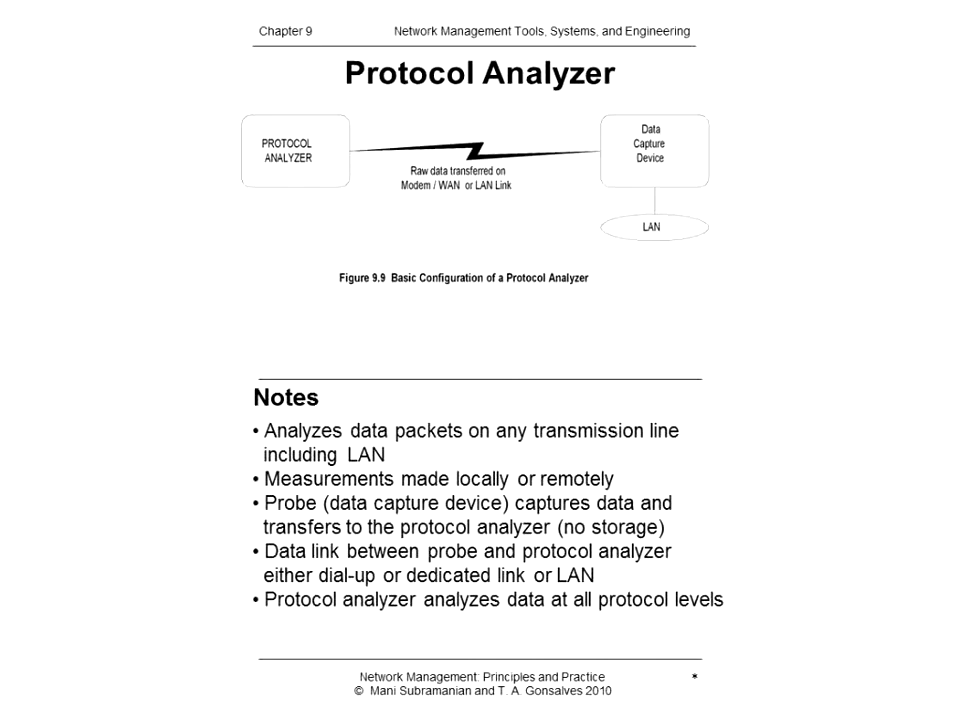 Chapter 9 Network Management Tools, Systems, and Engineering
Protocol Analyzer
PROTOCOL
ANALYZER
Raw data transferred on
Modem / WAN or LAN Link
Data
Capture
Device
LAN
Figure 9.9 Basic Configuration of a Protocol Analyzer
Notes
• Analyzes data packets on any transmission line
including LAN
• Measurements made locally or remotely
• Probe (data capture device) captures data and
transfers to the protocol analyzer (no storage)
• Data link between probe and protocol analyzer
either dial-up or dedicated link or LAN
• Protocol analyzer analyzes data at all protocol levels
Network Management: Principles and Practice *
© Mani Subramanian and T. A. Gonsalves 2010